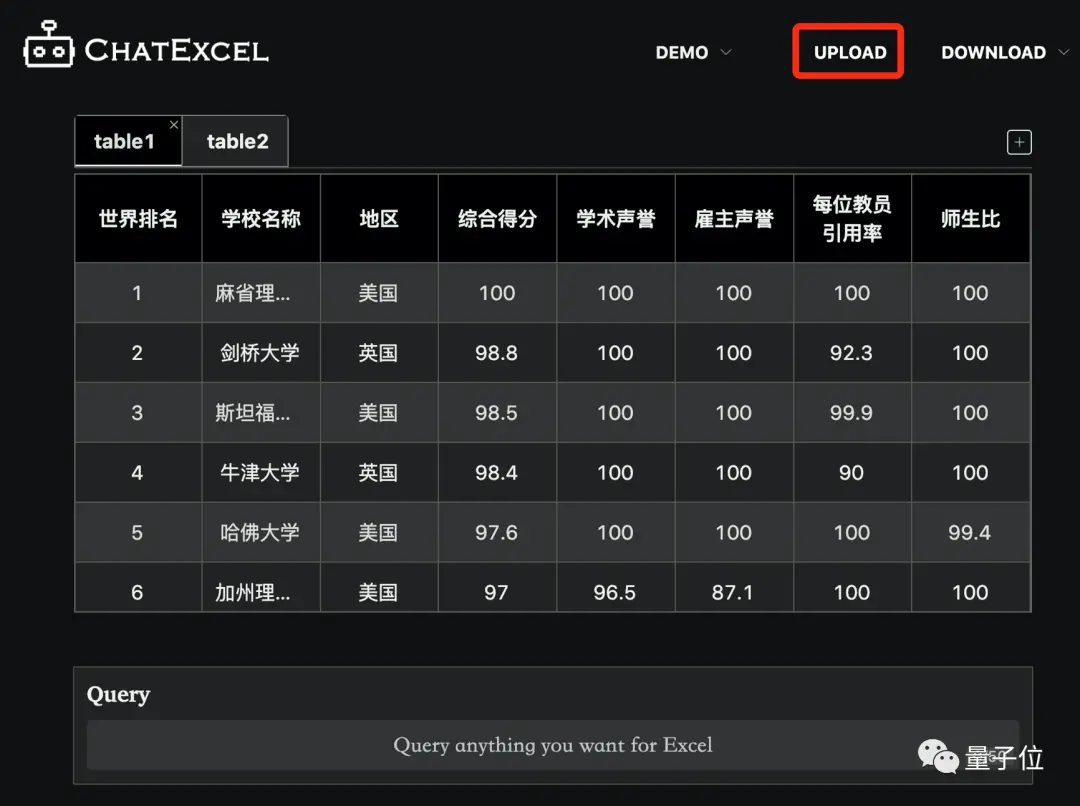 CHATEXCEL
DEMO UPLOAD DOWNLOAD
table1 × table2 +
世界排名 学校名称 地区 综合得分 学术声誉 雇主声誉 每位教员 师生比
引用率
1 麻省理... 美国 100 100 100 100 100
2 剑桥大学 英国 98.8 100 100 92.3 100
3 斯坦福... 美国 98.5 100 100 99.9 100
4 牛津大学 英国 98.4 100 100 90 100
5 哈佛大学 美国 97.6 100 100 100 99.4
6 加州理... 美国 97 96.5 87.1 100 100
Query
Query anything you want for Excel
量子位